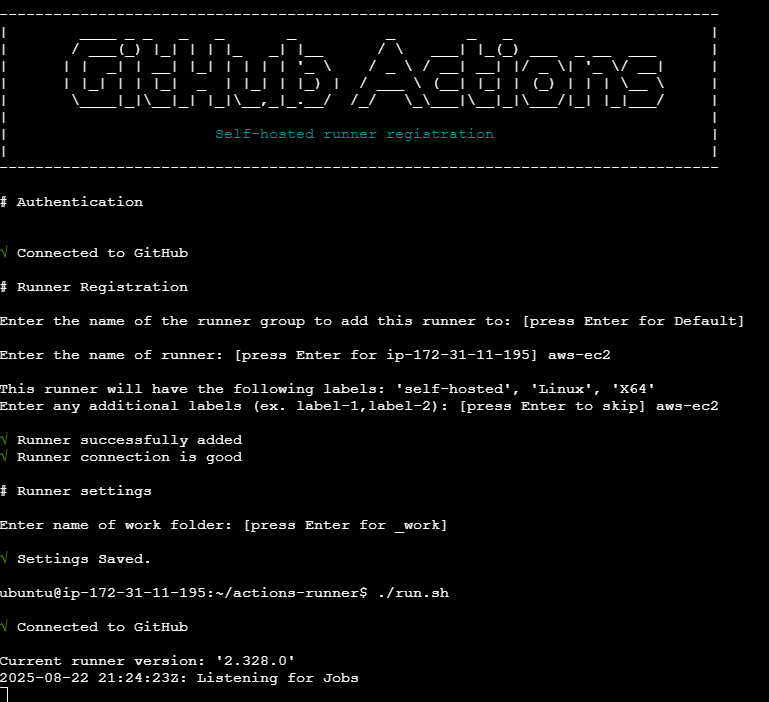 GitHub Actions
Self-hosted runner registration
# Authentication
√ Connected to GitHub
# Runner Registration
Enter the name of the runner group to add this runner to: [press Enter for Default]
Enter the name of runner: [press Enter for ip-172-31-11-195] aws-ec2
This runner will have the following labels: 'self-hosted', 'Linux', 'X64'
Enter any additional labels (ex. label-1,label-2): [press Enter to skip] aws-ec2
√ Runner successfully added
√ Runner connection is good
# Runner settings
Enter name of work folder: [press Enter for _work]
√ Settings Saved.
ubuntu@ip-172-31-11-195:~/actions-runner$ ./run.sh
√ Connected to GitHub
Current runner version: '2.328.0'
2025-08-22 21:24:23Z: Listening for Jobs